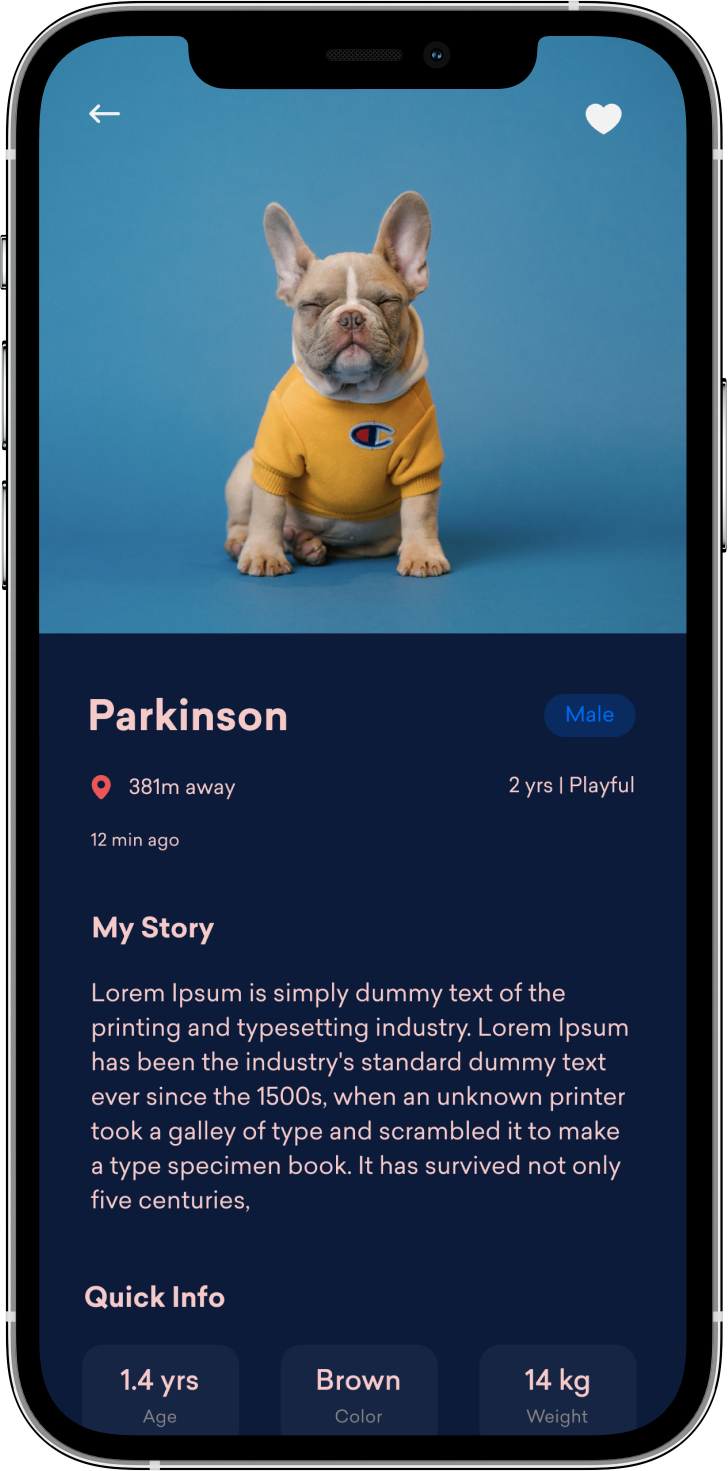 Parkinson
Male
381m away
2 yrs | Playful
12 min ago
My Story
Lorem Ipsum is simply dummy text of the
printing and typesetting industry. Lorem Ipsum
has been the industry's standard dummy text
ever since the 1500s, when an unknown printer
took a galley of type and scrambled it to make
a type specimen book. It has survived not only
five centuries,
Quick Info
1.4 yrs
Brown
14 kg
Age
Color
Weight